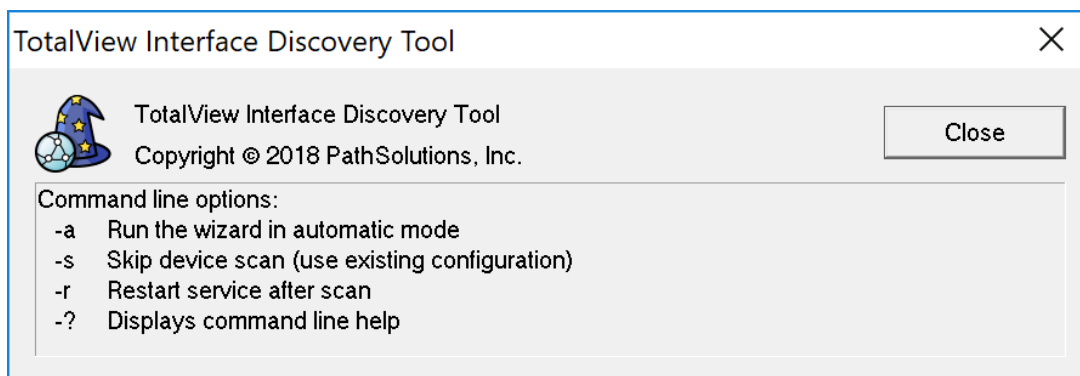 TotalView Interface Discovery Tool
TotalView Interface Discovery Tool
Copyright © 2018 PathSolutions, Inc.
Close
Command line options:
-a Run the wizard in automatic mode
-s Skip device scan (use existing configuration)
-r Restart service after scan
-? Displays command line help